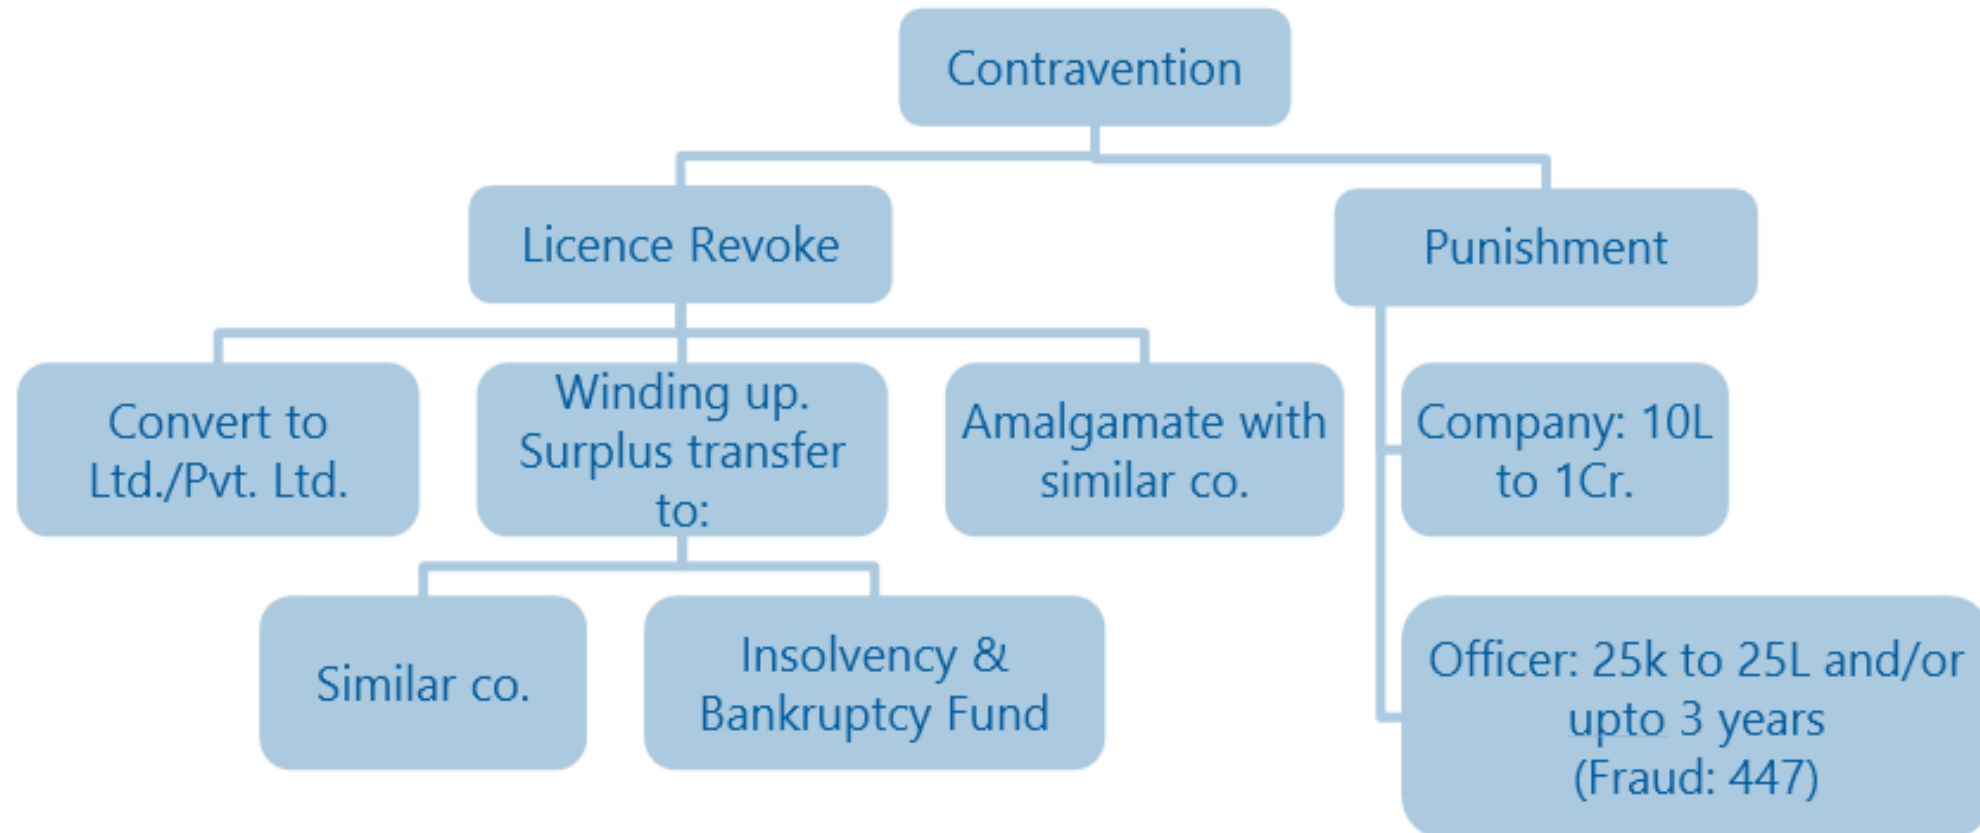 Contravention
Licence Revoke
Punishment
Convert to
Ltd./Pvt. Ltd.
Winding up.
Surplus transfer
to:
Amalgamate with
similar co.
Company: 10L
to 1Cr.
Similar co.
Insolvency &
Bankruptcy Fund
Officer: 25k to 25L and/or
upto 3 years
(Fraud: 447)